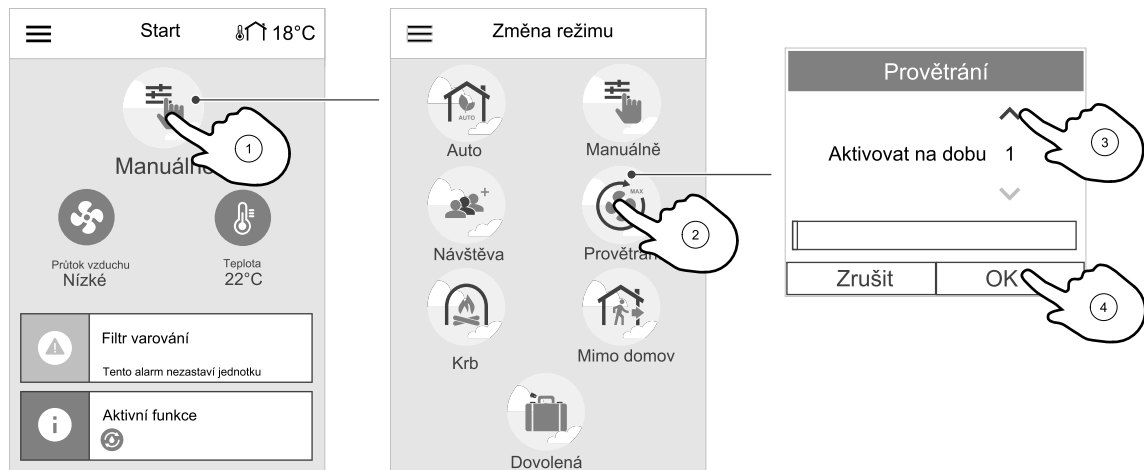 Start
18°C
Manuálně
1
Průtok vzduchu
Nízké
Teplota
22°C
Filtr varování
Tento alarm nezastaví jednotku
Aktivní funkce
Změna režimu
AUTO
Auto
Manuálně
+
Návštěva
MAX
2
Provětrán
Krb
Mimo domov
Dovolená
Provětrání
3
Aktivovat na dobu 1
Zrušit
OK
4